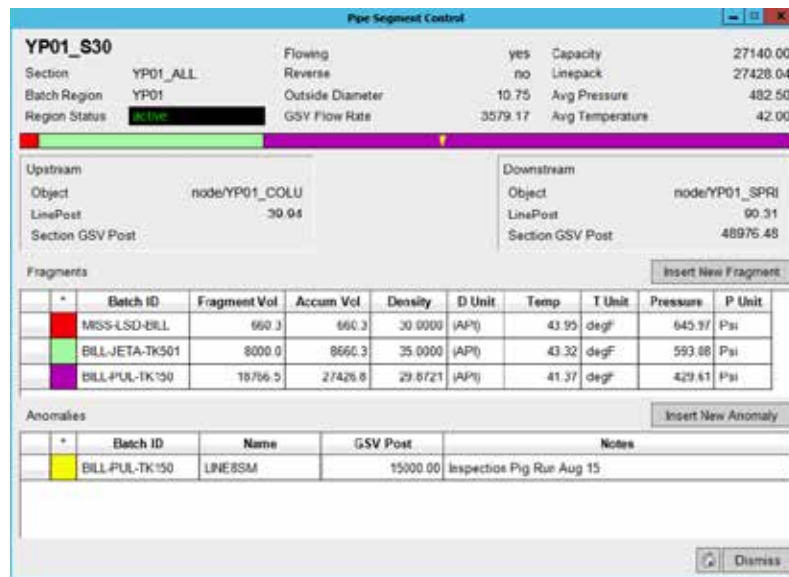 Pipe Segment Control
YP01_S30 Flowing yes Capacity 27140.00
Section YP01_ALL Reverse no Linepack 27428.04
Batch Region YP01 Outside Diameter 10.75 Avg Pressure 482.50
Region Status active GSV Flow Rate 3579.17 Avg Temperature 42.00
Upstream Downstream
Object node/YP01_COLU Object node/YP01_SPRI
LinePost 39.94 LinePost 90.31
Section GSV Post Section GSV Post 48976.48
Fragments Insert New Fragment
* Batch ID Fragment Vol Accum Vol Density D Unit Temp T Unit Pressure P Unit
MISS-LSD-BILL 660.3 660.3 30.0000 (API) 43.95 degF 645.97 Psi
BILL-JETA-TK501 8000.0 8660.3 35.0000 (API) 43.32 degF 593.08 Psi
BILL-PUL-TK150 18766.5 27426.8 29.8721 (API) 41.37 degF 429.61 Psi
Anomalies Insert New Anomaly
* Batch ID Name GSV Post Notes
BILL-PUL-TK150 LINE8SM 15000.00 Inspection Pig Run Aug 15
Dismiss